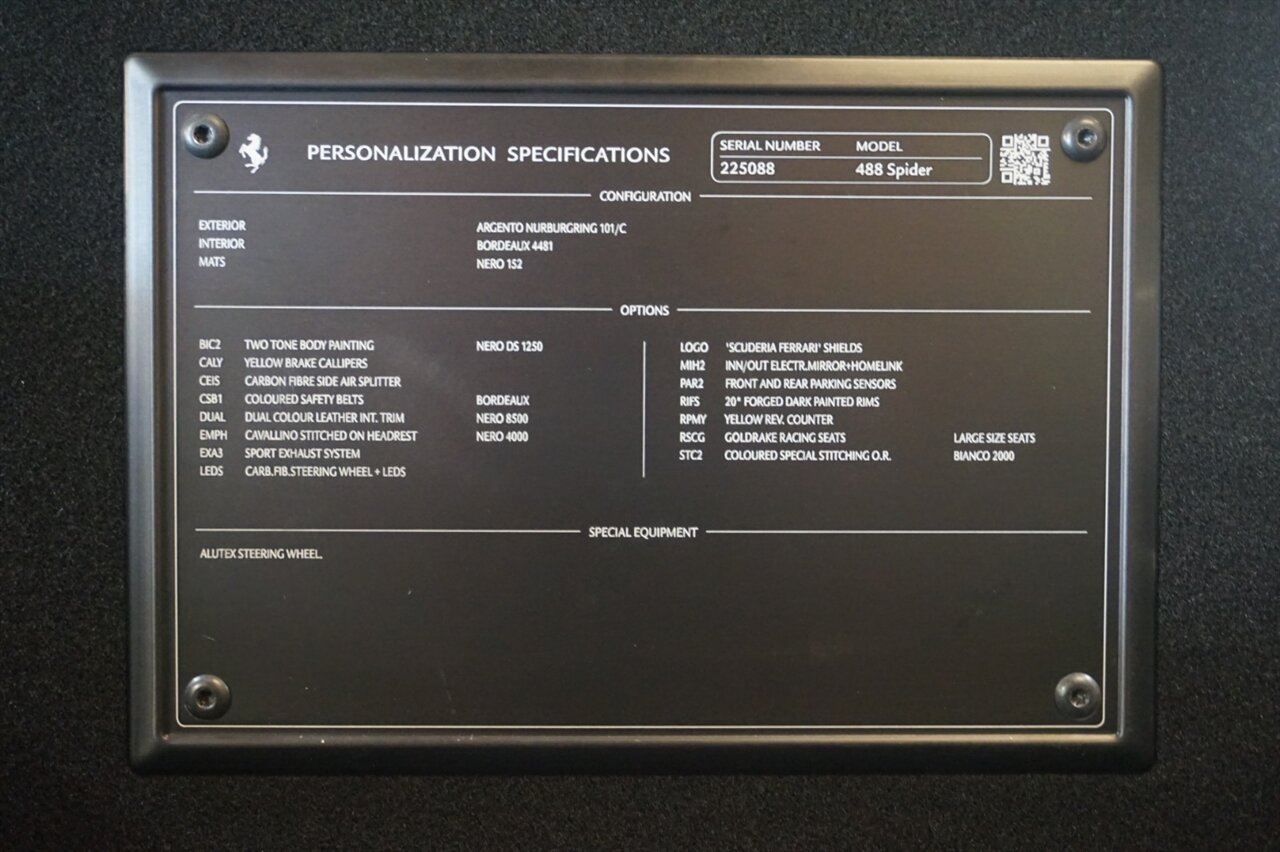 PERSONALIZATION SPECIFICATIONS
SERIAL NUMBER MODEL
225088 488 Spider
CONFIGURATION
EXTERIOR ARGENTO NURBURGRING 101/C
INTERIOR BORDEAUX 4481
MATS NERO 152
OPTIONS
BIC2 TWO TONE BODY PAINTING NERO DS 1250
CALY YELLOW BRAKE CALLIPERS
CEIS CARBON FIBRE SIDE AIR SPLITTER
CSB1 COLOURED SAFETY BELTS BORDEAUX
DUAL DUAL COLOUR LEATHER INT. TRIM NERO 8500
EMPH CAVALLINO STITCHED ON HEADREST NERO 4000
EXA3 SPORT EXHAUST SYSTEM
LEDS CARB.FIB.STEERING WHEEL + LEDS
LOGO 'SCUDERIA FERRARI' SHIELDS
MIH2 INN/OUT ELECTR.MIRROR+HOMELINK
PAR2 FRONT AND REAR PARKING SENSORS
RIFS 20" FORGED DARK PAINTED RIMS
RPMY YELLOW REV. COUNTER
RSCG GOLDRAKE RACING SEATS LARGE SIZE SEATS
STC2 COLOURED SPECIAL STITCHING O.R. BIANCO 2000
SPECIAL EQUIPMENT
ALUTEX STEERING WHEEL.